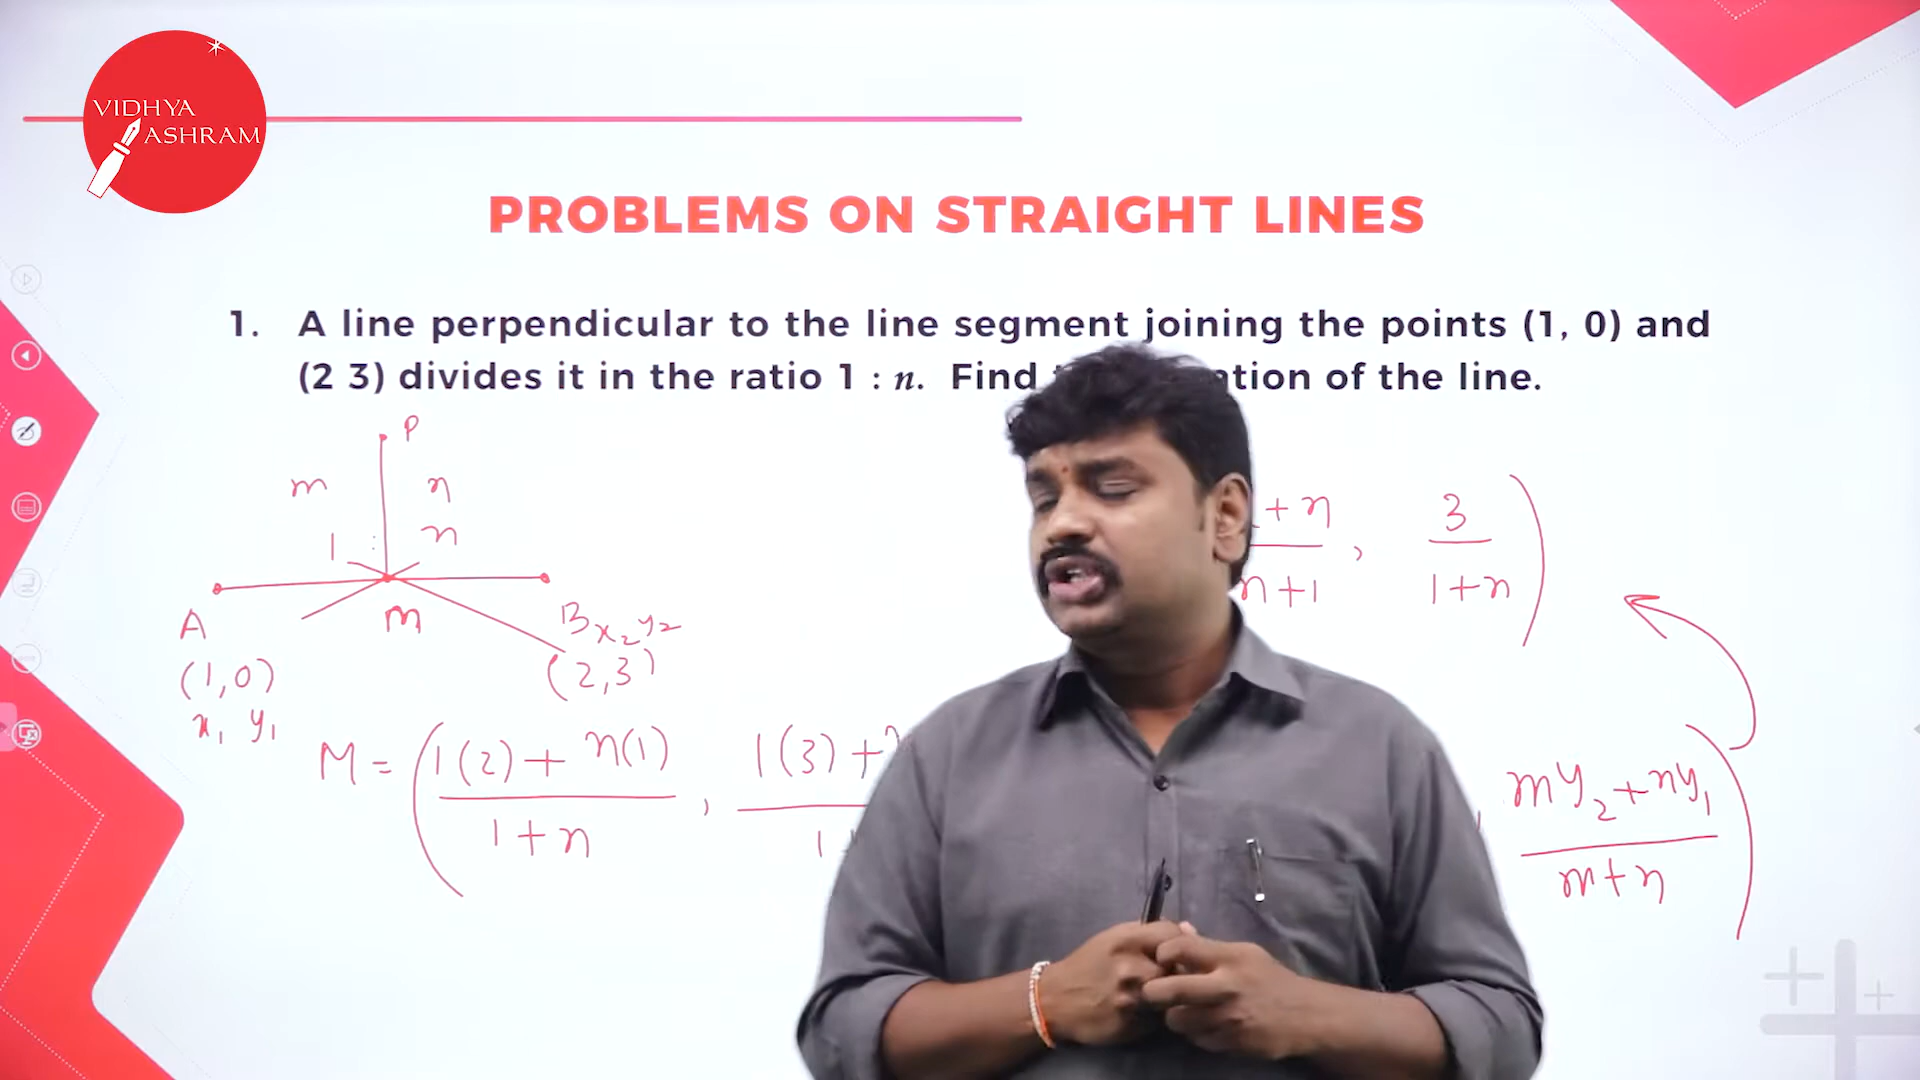 VIDHYA
ASHRAM
PROBLEMS ON STRAIGHT LINES
1. A line perpendicular to the line segment joining the points (1, 0) and
(2 3) divides it in the ratio 1 : n. Find ation of the line.
P
m n
1 : n
+ n / n+1 , 3 / 1+n )
A M B x2 y2
(1,0) (2,3)
x1 y1
M = ( 1(2) + n(1) / 1+n , 1(3) +
, my2 + ny1 / m+n )